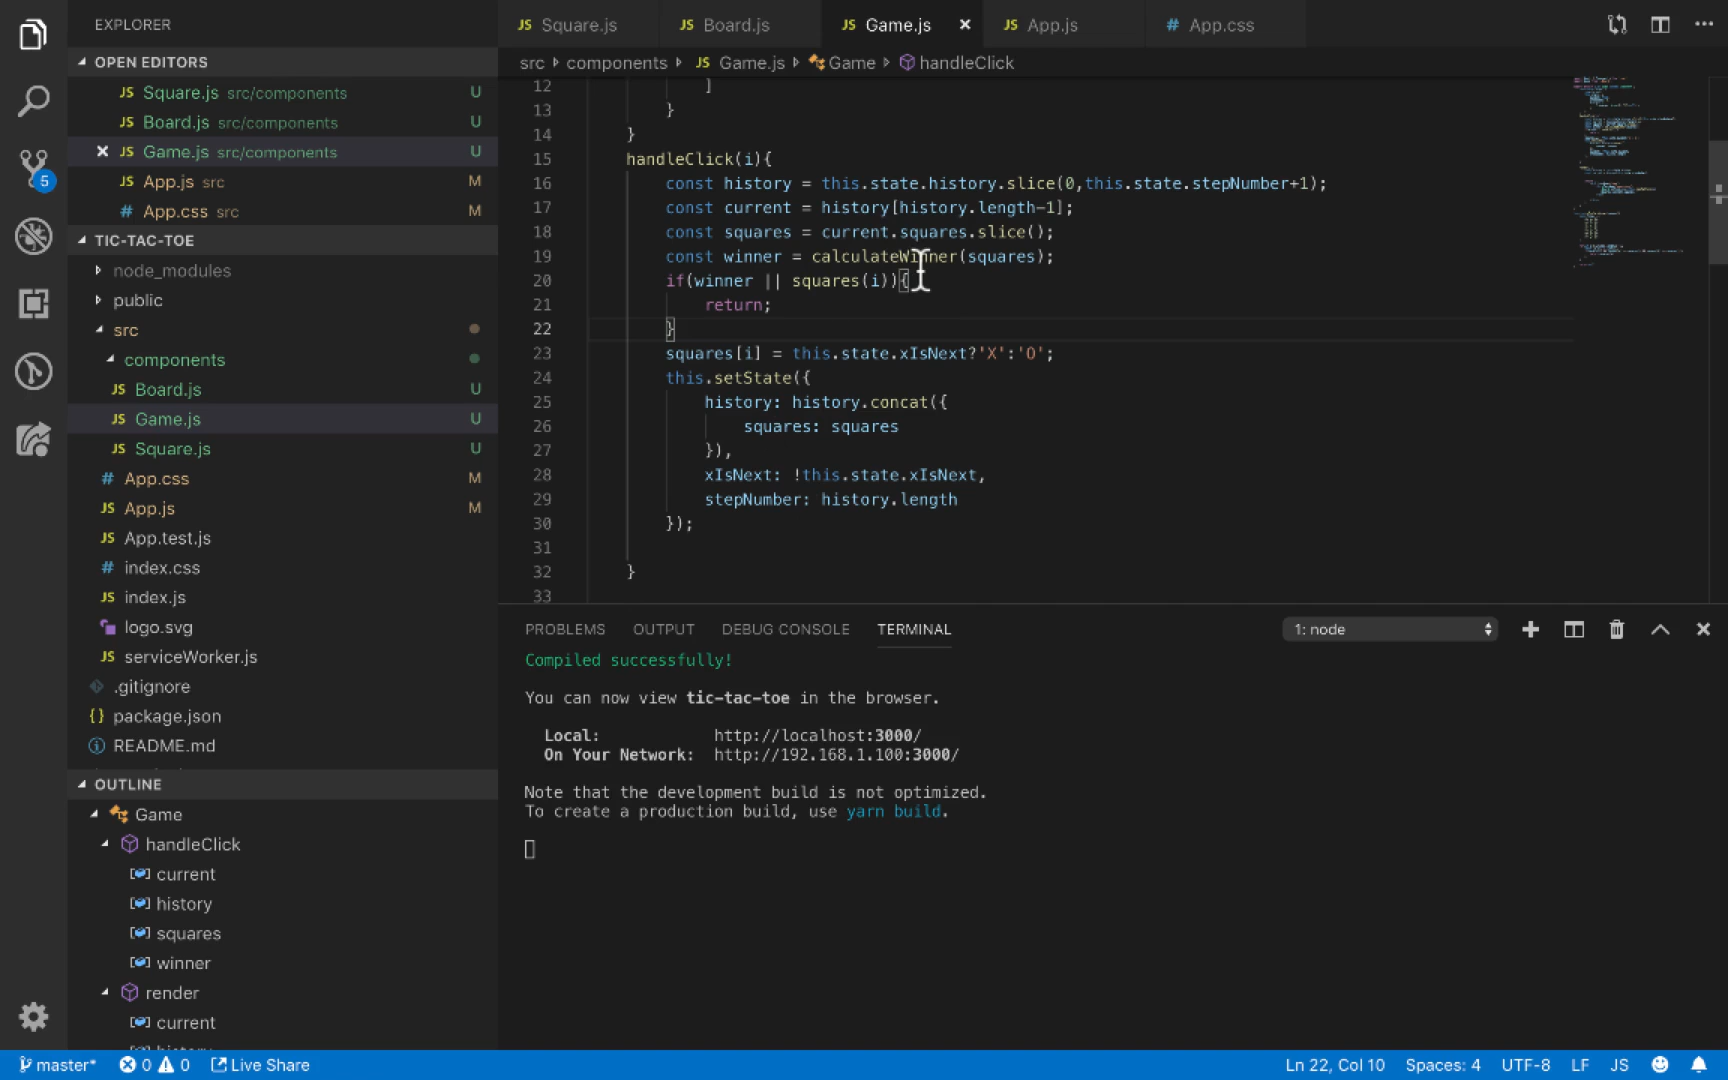 EXPLORER
OPEN EDITORS
JS Square.js src/components U
JS Board.js src/components U
JS Game.js src/components U
JS App.js src M
# App.css src M
TIC-TAC-TOE
node_modules
public
src
components
JS Board.js U
JS Game.js U
JS Square.js U
# App.css M
JS App.js M
JS App.test.js
# index.css
JS index.js
logo.svg
JS serviceWorker.js
.gitignore
{} package.json
README.md
OUTLINE
Game
handleClick
current
history
squares
winner
render
current
5
JS Square.js JS Board.js JS Game.js JS App.js # App.css
src components JS Game.js Game handleClick
12 ]
13 }
14 }
15 handleClick(i){
16 const history = this.state.history.slice(0,this.state.stepNumber+1);
17 const current = history[history.length-1];
18 const squares = current.squares.slice();
19 const winner = calculateWinner(squares);
20 if(winner || squares(i)){
21 return;
22 }
23 squares[i] = this.state.xIsNext?'X':'O';
24 this.setState({
25 history: history.concat({
26 squares: squares
27 }),
28 xIsNext: !this.state.xIsNext,
29 stepNumber: history.length
30 });
31
32 }
33
PROBLEMS OUTPUT DEBUG CONSOLE TERMINAL 1: node
Compiled successfully!
You can now view tic-tac-toe in the browser.
Local: http://localhost:3000/
On Your Network: http://192.168.1.100:3000/
Note that the development build is not optimized.
To create a production build, use yarn build.
master* 0 0 Live Share Ln 22, Col 10 Spaces: 4 UTF-8 LF JS